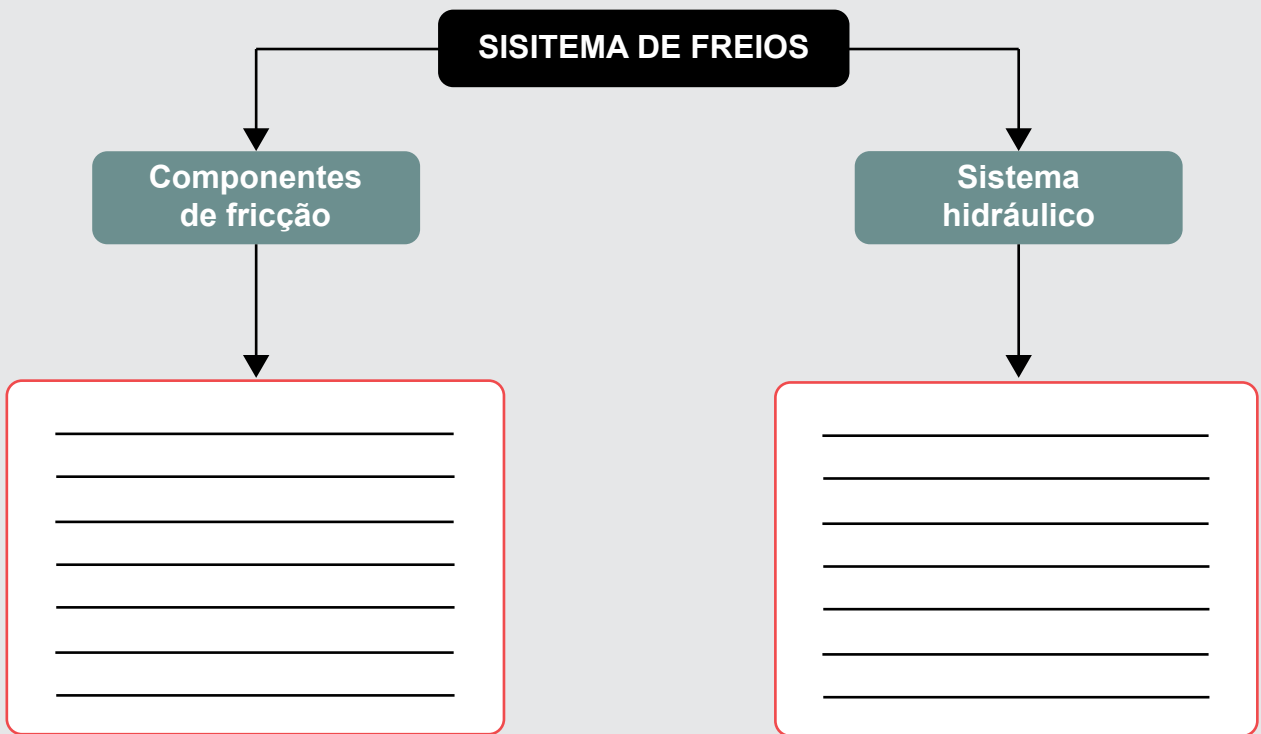 SISITEMA DE FREIOS
Componentes
de fricção
Sistema
hidráulico